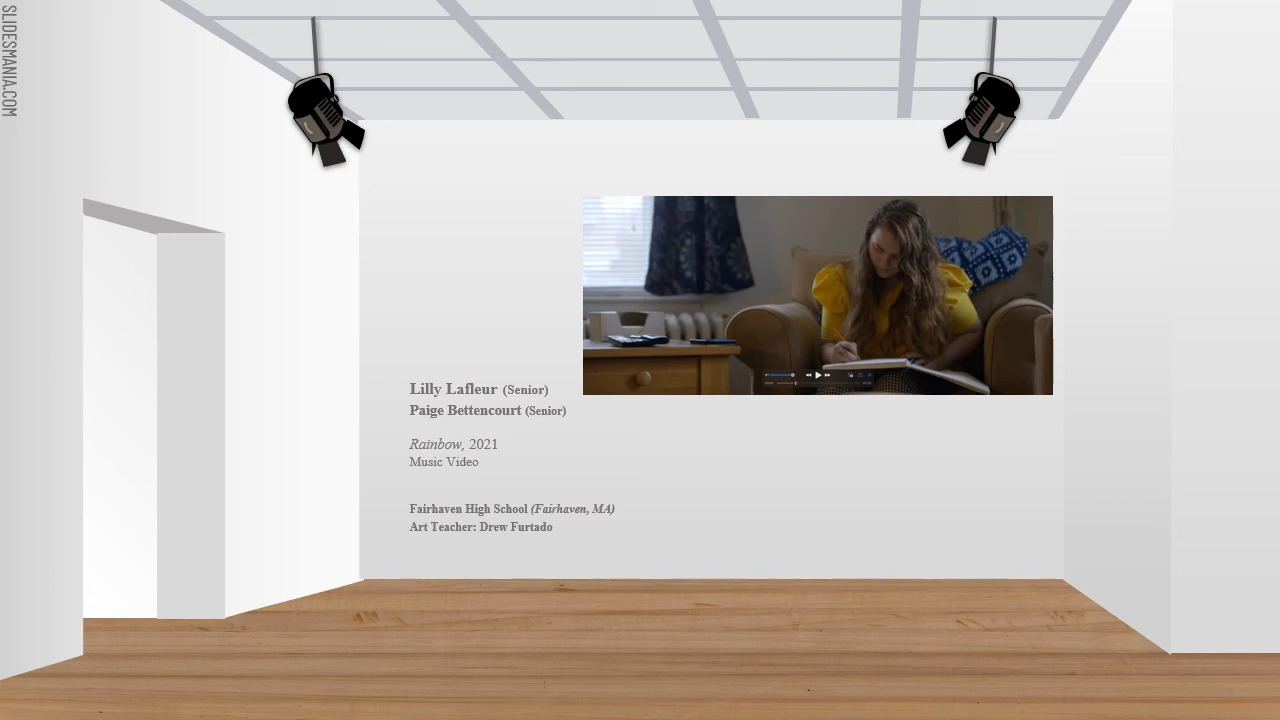 SLIDESMANIA.COM
Lilly Lafleur (Senior)
Paige Bettencourt (Senior)
Rainbow, 2021
Music Video
Fairhaven High School (Fairhaven, MA)
Art Teacher: Drew Furtado